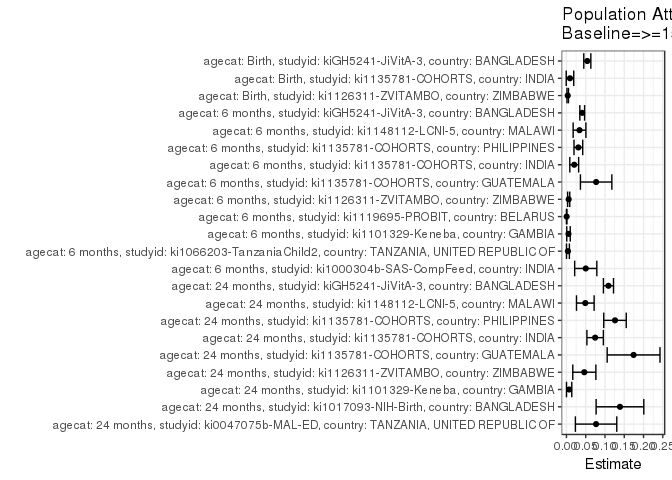 Population Att
Baseline=>=1
agecat: Birth, studyid: kiGH5241-JiVitA-3, country: BANGLADESH
agecat: Birth, studyid: ki1135781-COHORTS, country: INDIA
agecat: Birth, studyid: ki1126311-ZVITAMBO, country: ZIMBABWE
agecat: 6 months, studyid: kiGH5241-JiVitA-3, country: BANGLADESH
agecat: 6 months, studyid: ki1148112-LCNI-5, country: MALAWI
agecat: 6 months, studyid: ki1135781-COHORTS, country: PHILIPPINES
agecat: 6 months, studyid: ki1135781-COHORTS, country: INDIA
agecat: 6 months, studyid: ki1135781-COHORTS, country: GUATEMALA
agecat: 6 months, studyid: ki1126311-ZVITAMBO, country: ZIMBABWE
agecat: 6 months, studyid: ki1119695-PROBIT, country: BELARUS
agecat: 6 months, studyid: ki1101329-Keneba, country: GAMBIA
agecat: 6 months, studyid: ki1066203-TanzaniaChild2, country: TANZANIA, UNITED REPUBLIC OF
agecat: 6 months, studyid: ki1000304b-SAS-CompFeed, country: INDIA
agecat: 24 months, studyid: kiGH5241-JiVitA-3, country: BANGLADESH
agecat: 24 months, studyid: ki1148112-LCNI-5, country: MALAWI
agecat: 24 months, studyid: ki1135781-COHORTS, country: PHILIPPINES
agecat: 24 months, studyid: ki1135781-COHORTS, country: INDIA
agecat: 24 months, studyid: ki1135781-COHORTS, country: GUATEMALA
agecat: 24 months, studyid: ki1126311-ZVITAMBO, country: ZIMBABWE
agecat: 24 months, studyid: ki1101329-Keneba, country: GAMBIA
agecat: 24 months, studyid: ki1017093-NIH-Birth, country: BANGLADESH
agecat: 24 months, studyid: ki0047075b-MAL-ED, country: TANZANIA, UNITED REPUBLIC OF
0.00 0.05 0.10 0.15 0.20 0.25
Estimate